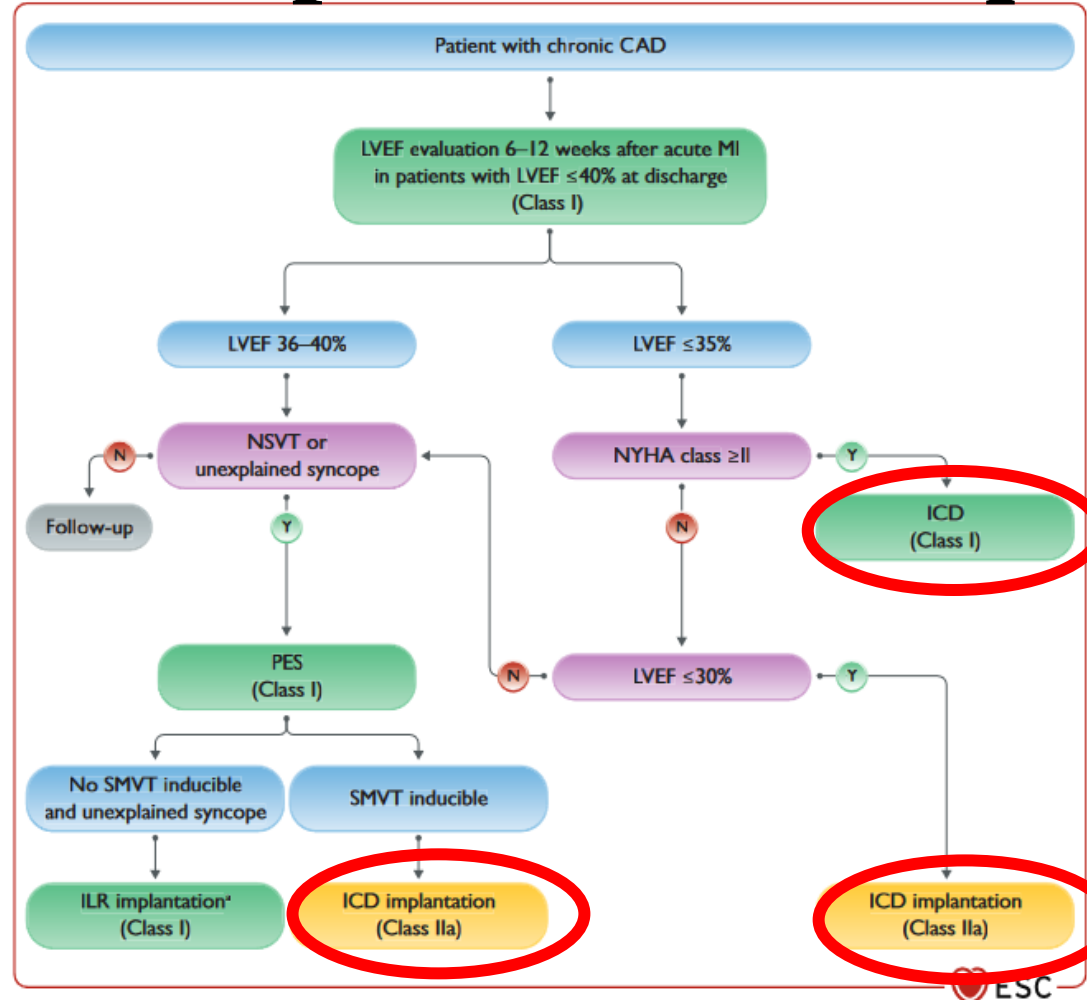 Patient with chronic CAD
LVEF evaluation 6–12 weeks after acute MI
in patients with LVEF ≤40% at discharge
(Class I)
LVEF 36–40%
LVEF ≤35%
NSVT or
unexplained syncope
N
Follow-up
Y
NYHA class ≥II
Y
ICD
(Class I)
N
PES
(Class I)
N
LVEF ≤30%
Y
No SMVT inducible
and unexplained syncope
SMVT inducible
ILR implantationᵃ
(Class I)
ICD implantation
(Class IIa)
ICD implantation
(Class IIa)
ESC